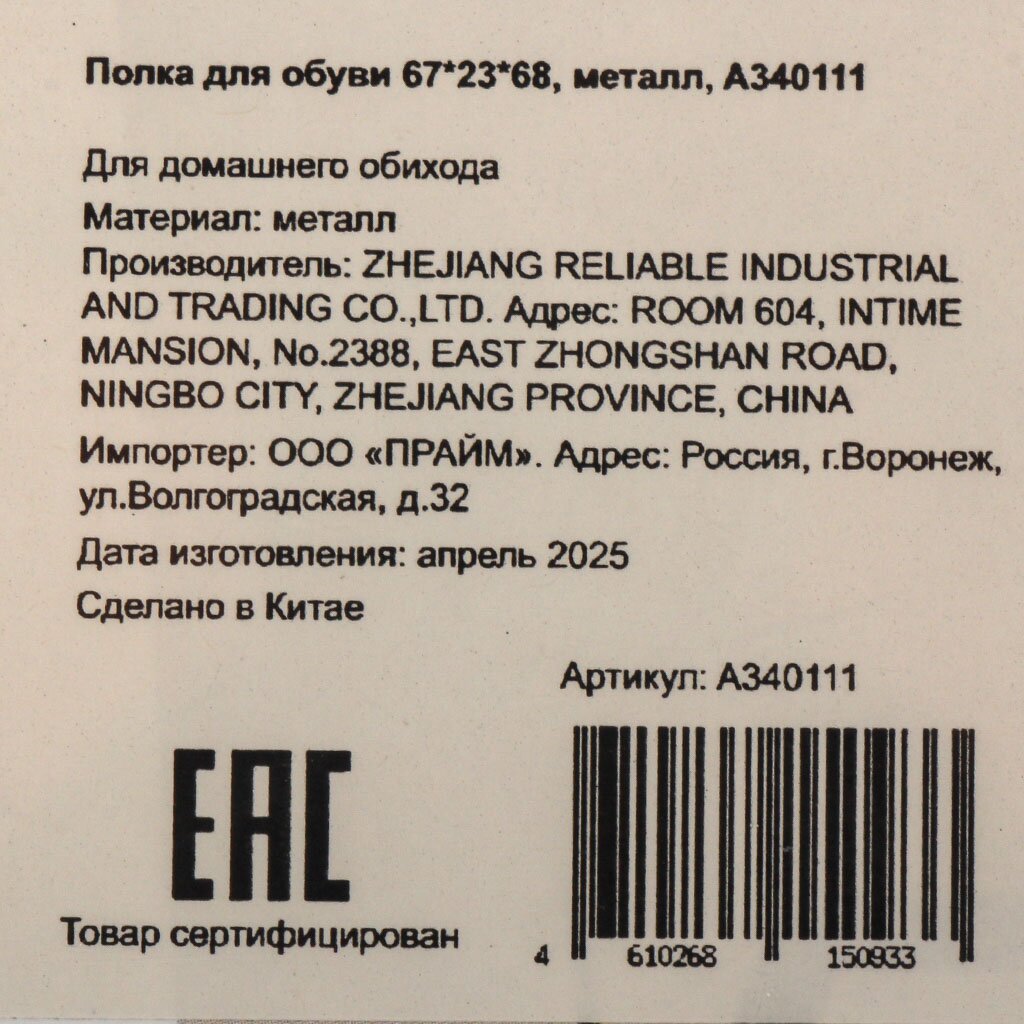 Полка для обуви 67*23*68, металл, А340111
Для домашнего обихода
Материал: металл
Производитель: ZHEJIANG RELIABLE INDUSTRIAL
AND TRADING CO.,LTD. Адрес: ROOM 604, INTIME
MANSION, No.2388, EAST ZHONGSHAN ROAD,
NINGBO CITY, ZHEJIANG PROVINCE, CHINA
Импортер: ООО «ПРАЙМ». Адрес: Россия, г.Воронеж,
ул.Волгоградская, д.32
Дата изготовления: апрель 2025
Сделано в Китае
Артикул: А340111
EAC
Товар сертифицирован
4 610268 150933